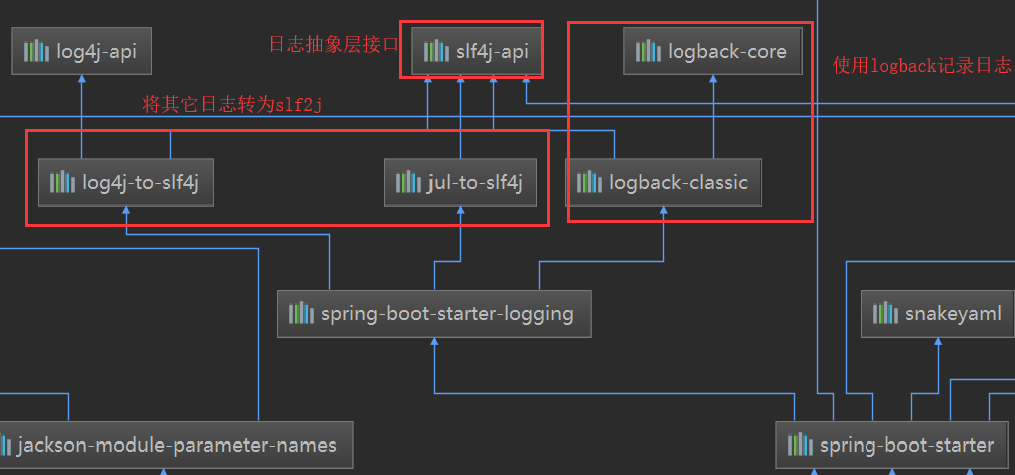 log4j-api
日志抽象层接口
slf4j-api
logback-core
使用logback记录日志
将其它日志转为slf2j
log4j-to-slf4j
jul-to-slf4j
logback-classic
spring-boot-starter-logging
snakeyaml
jackson-module-parameter-names
spring-boot-starter